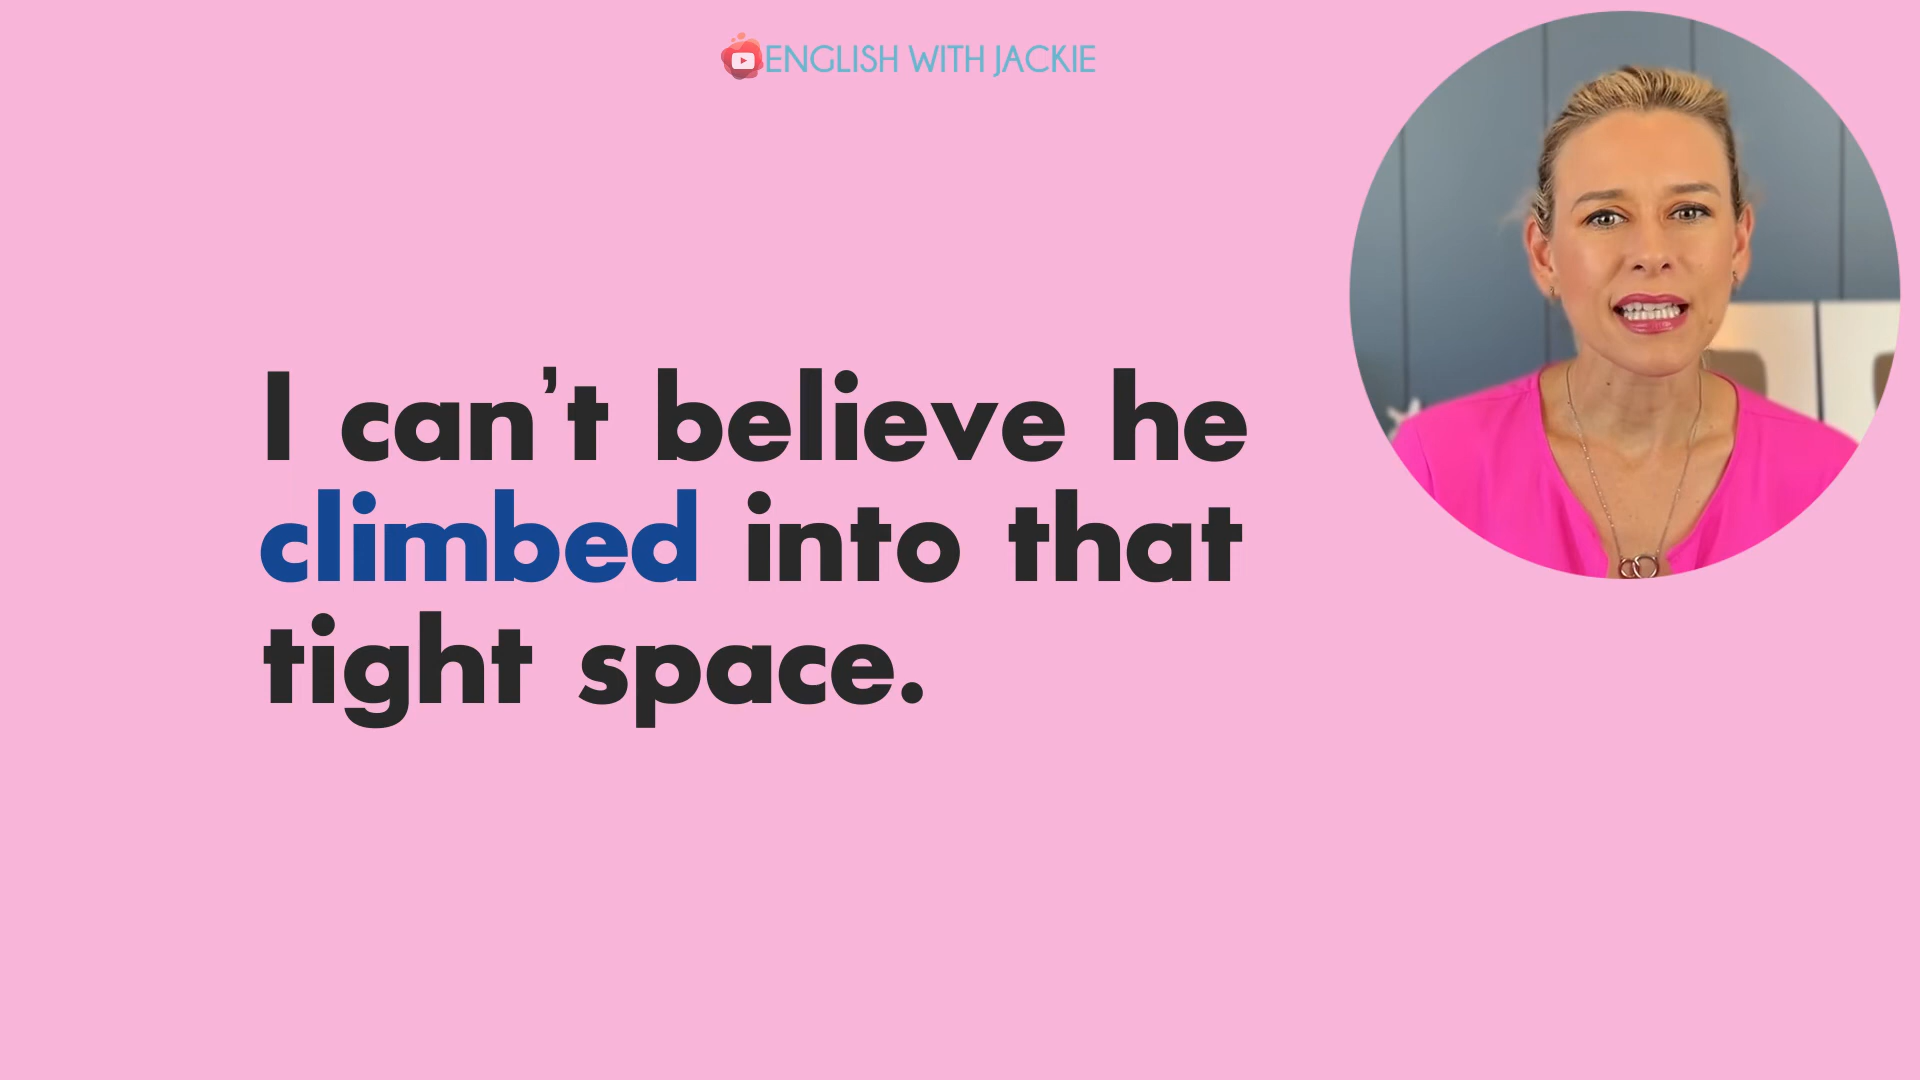 ENGLISH WITH JACKIE
I can’t believe he
climbed into that
tight space.